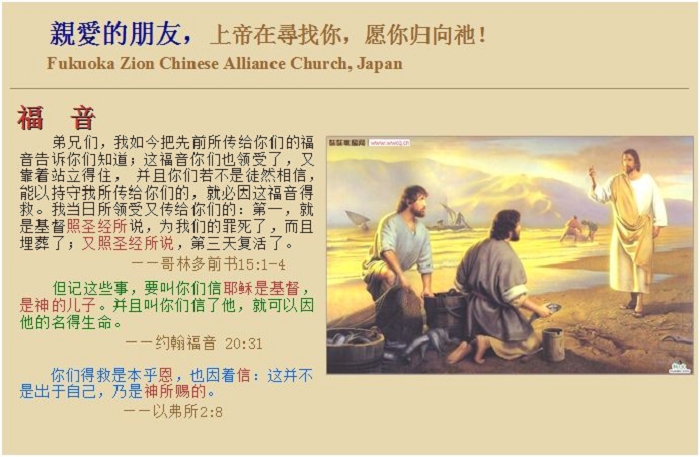 親愛的朋友，上帝在尋找你，愿你归向祂！
Fukuoka Zion Chinese Alliance Church, Japan
福 音
弟兄们，我如今把先前所传给你们的福
音告诉你们知道；这福音你们也领受了，又
靠着站立得住， 并且你们若不是徒然相信，
能以持守我所传给你们的，就必因这福音得
救。我当日所领受又传给你们的：第一，就
是基督照圣经所说，为我们的罪死了，而且
埋葬了；又照圣经所说，第三天复活了。
——哥林多前书15:1-4
但记这些事，要叫你们信耶稣是基督，
是神的儿子。并且叫你们信了他，就可以因
他的名得生命。
——约翰福音 20:31
你们得救是本乎恩，也因着信：这并不
是出于自己，乃是神所赐的。
——以弗所2:8